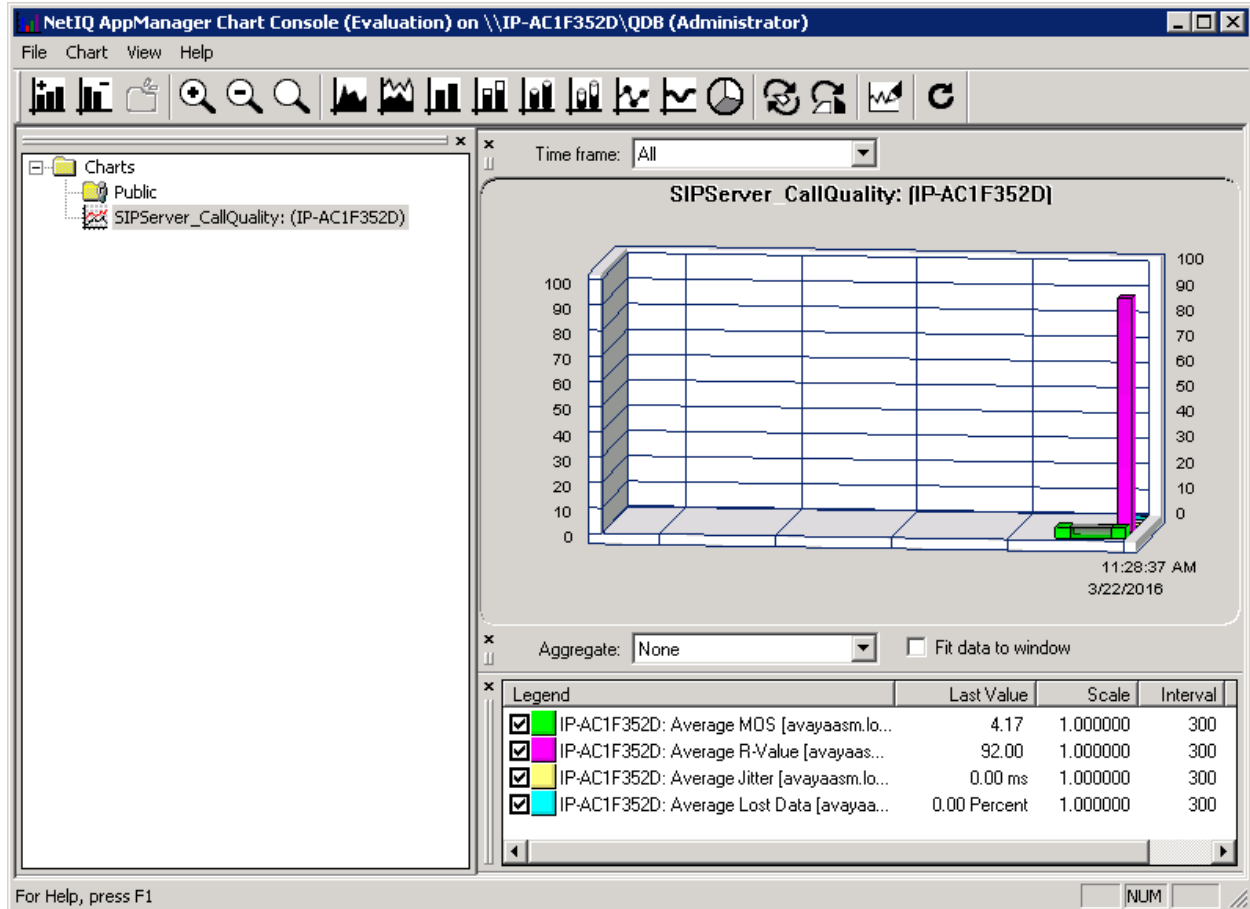 NetIQ AppManager Chart Console (Evaluation) on \\IP-AC1F352D\QDB (Administrator)
File Chart View Help
Charts
Public
SIPServer_CallQuality: (IP-AC1F352D)
Time frame: All
SIPServer_CallQuality: (IP-AC1F352D)
100
90
80
70
60
50
40
30
20
10
0
100
90
80
70
60
50
40
30
20
10
0
11:28:37 AM
3/22/2016
Aggregate: None Fit data to window
Legend Last Value Scale Interval
IP-AC1F352D: Average MOS [avayaasm.lo... 4.17 1.000000 300
IP-AC1F352D: Average R-Value [avayaas... 92.00 1.000000 300
IP-AC1F352D: Average Jitter [avayaasm.lo... 0.00 ms 1.000000 300
IP-AC1F352D: Average Lost Data [avayaa... 0.00 Percent 1.000000 300
For Help, press F1 NUM